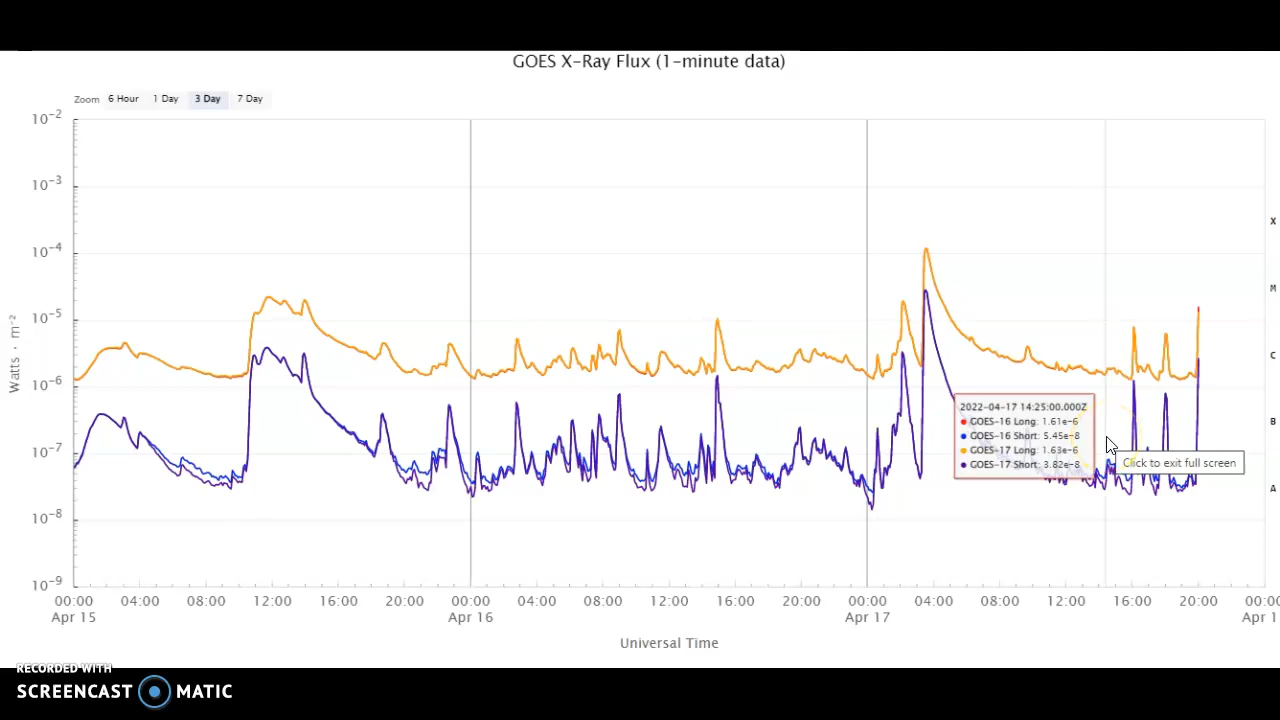 GOES X-Ray Flux (1-minute data)
Zoom 6 Hour 1 Day 3 Day 7 Day
10⁻²
10⁻³
10⁻⁴
10⁻⁵
10⁻⁶
10⁻⁷
10⁻⁸
10⁻⁹
Watts · m⁻²
X
M
C
B
A
2022-04-17 14:25:00.000Z
GOES-16 Long: 1.61e-6
GOES-16 Short: 5.45e-8
GOES-17 Long: 1.63e-6
GOES-17 Short: 3.82e-8
Click to exit full screen
00:00 04:00 08:00 12:00 16:00 20:00 00:00 04:00 08:00 12:00 16:00 20:00 00:00 04:00 08:00 12:00 16:00 20:00 00:00
Apr 15 Apr 16 Apr 17 Apr 1
Universal Time
RECORDED WITH
SCREENCAST MATIC